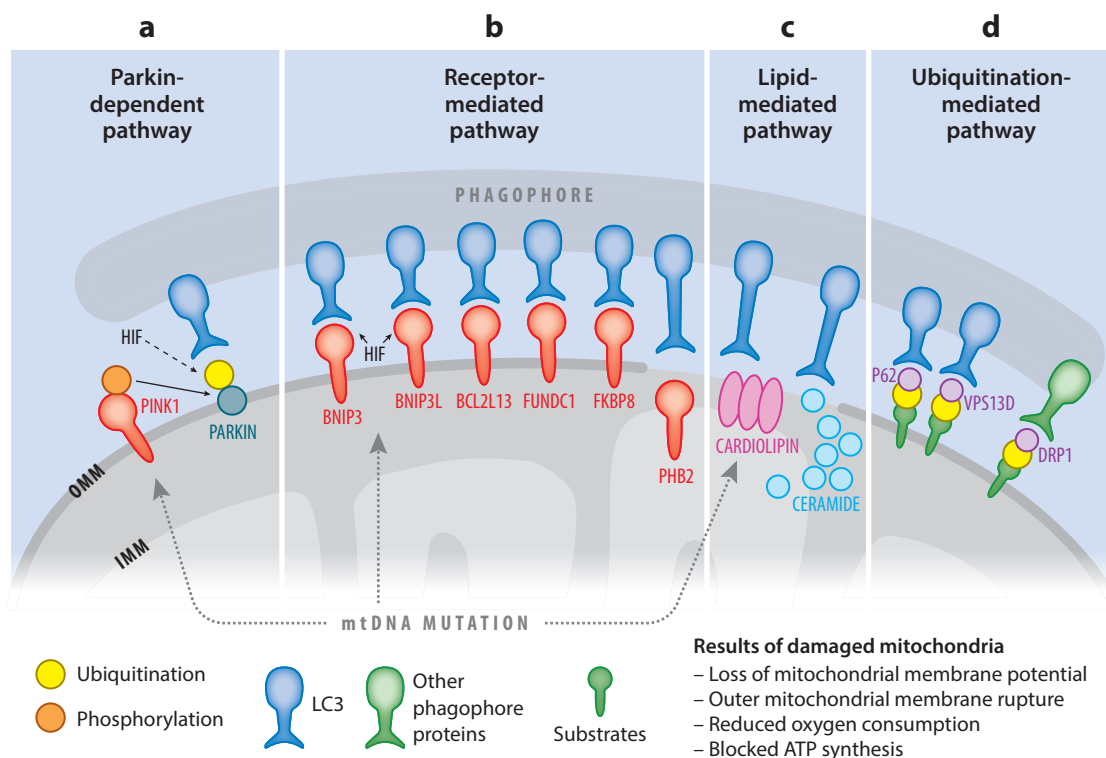 a
b
c
d
Parkin-
dependent
pathway
Receptor-
mediated
pathway
Lipid-
mediated
pathway
Ubiquitination-
mediated
pathway
PHAGOPHORE
HIF
PINK1
PARKIN
OMM
IMM
HIF
BNIP3
BNIP3L
BCL2L13
FUNDC1
FKBP8
PHB2
CARDIOLIPIN
CERAMIDE
P62
VPS13D
DRP1
mtDNA MUTATION
Ubiquitination
Phosphorylation
LC3
Other
phagophore
proteins
Substrates
Results of damaged mitochondria
– Loss of mitochondrial membrane potential
– Outer mitochondrial membrane rupture
– Reduced oxygen consumption
– Blocked ATP synthesis